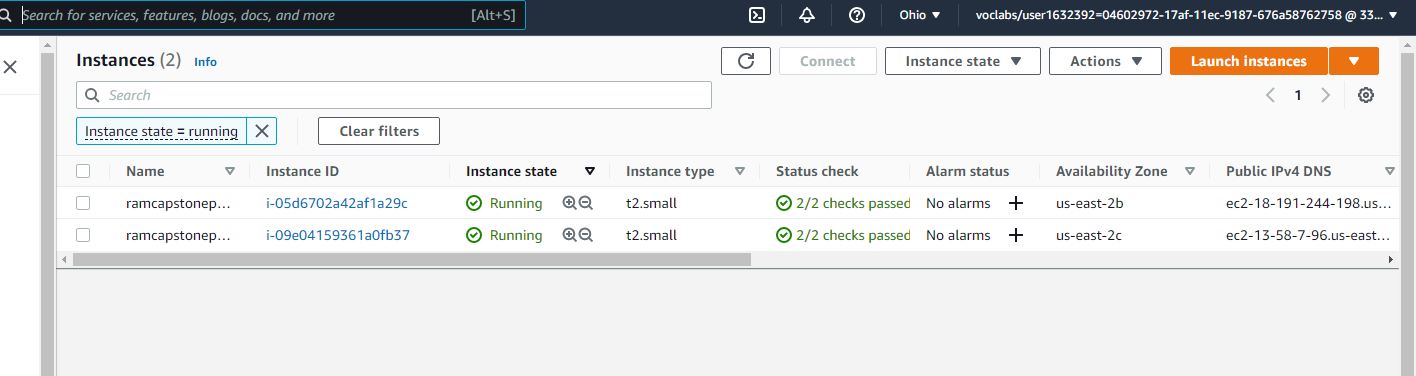 Search for services, features, blogs, docs, and more [Alt+S] Ohio ▼ voclabs/user1632392=04602972-17af-11ec-9187-676a58762758 @ 33... ▼
Instances (2) Info Connect Instance state ▼ Actions ▼ Launch instances ▼
Search 1
Instance state = running Clear filters
Name Instance ID Instance state Instance type Status check Alarm status Availability Zone Public IPv4 DNS
ramcapstonep... i-05d6702a42af1a29c Running t2.small 2/2 checks passed No alarms + us-east-2b ec2-18-191-244-198.us...
ramcapstonep... i-09e04159361a0fb37 Running t2.small 2/2 checks passed No alarms + us-east-2c ec2-13-58-7-96.us-east...